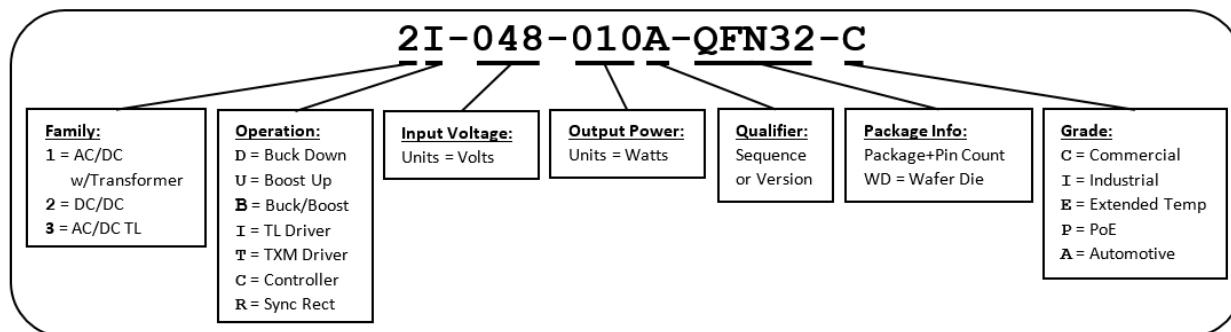 2I-048-010A-QFN32-C
Family:
1 = AC/DC
w/Transformer
2 = DC/DC
3 = AC/DC TL
Operation:
D = Buck Down
U = Boost Up
B = Buck/Boost
I = TL Driver
T = TXM Driver
C = Controller
R = Sync Rect
Input Voltage:
Units = Volts
Output Power:
Units = Watts
Qualifier:
Sequence
or Version
Package Info:
Package+Pin Count
WD = Wafer Die
Grade:
C = Commercial
I = Industrial
E = Extended Temp
P = PoE
A = Automotive